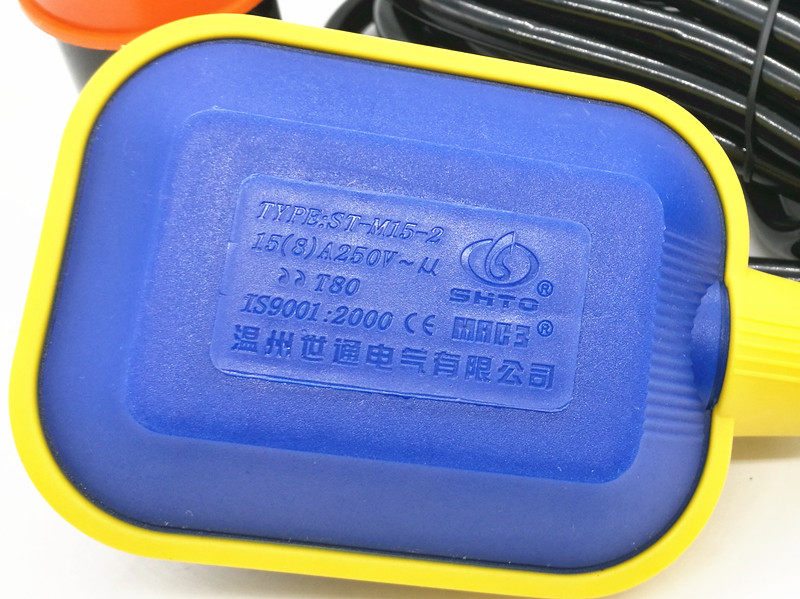 TYPE:ST-M15-2
15(8)A250V~μ
T80
SHTC®
IS9001:2000 CE MAC3®
温州世通电气有限公司